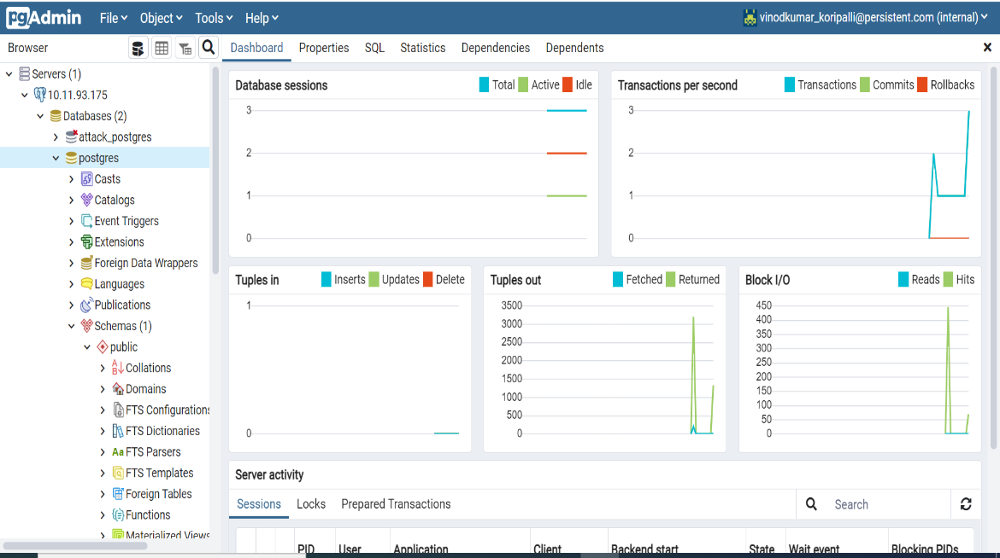 pgAdmin File Object Tools Help vinodkumar_koripalli@persistent.com (internal)
Browser Dashboard Properties SQL Statistics Dependencies Dependents
Servers (1)
10.11.93.175
Databases (2)
attack_postgres
postgres
Casts
Catalogs
Event Triggers
Extensions
Foreign Data Wrappers
Languages
Publications
Schemas (1)
public
Collations
Domains
FTS Configurations
FTS Dictionaries
Aa FTS Parsers
FTS Templates
Foreign Tables
Functions
Materialized Views
Database sessions Total Active Idle
3
2
1
0
Transactions per second Transactions Commits Rollbacks
3
2
1
0
Tuples in Inserts Updates Delete
1
0
Tuples out Fetched Returned
3500
3000
2500
2000
1500
1000
500
0
Block I/O Reads Hits
450
400
350
300
250
200
150
100
50
0
Server activity
Sessions Locks Prepared Transactions Search
PID User Application Client Backend start State Wait event Blocking PIDs